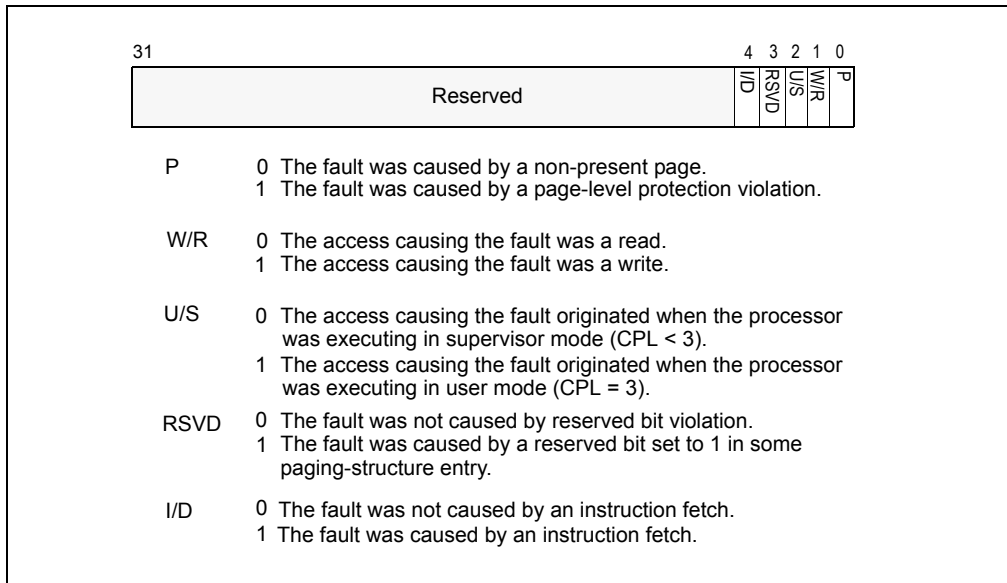 31 4 3 2 1 0
Reserved I/D RSVD U/S W/R P
P 0 The fault was caused by a non-present page.
1 The fault was caused by a page-level protection violation.
W/R 0 The access causing the fault was a read.
1 The access causing the fault was a write.
U/S 0 The access causing the fault originated when the processor
was executing in supervisor mode (CPL < 3).
1 The access causing the fault originated when the processor
was executing in user mode (CPL = 3).
RSVD 0 The fault was not caused by reserved bit violation.
1 The fault was caused by a reserved bit set to 1 in some
paging-structure entry.
I/D 0 The fault was not caused by an instruction fetch.
1 The fault was caused by an instruction fetch.